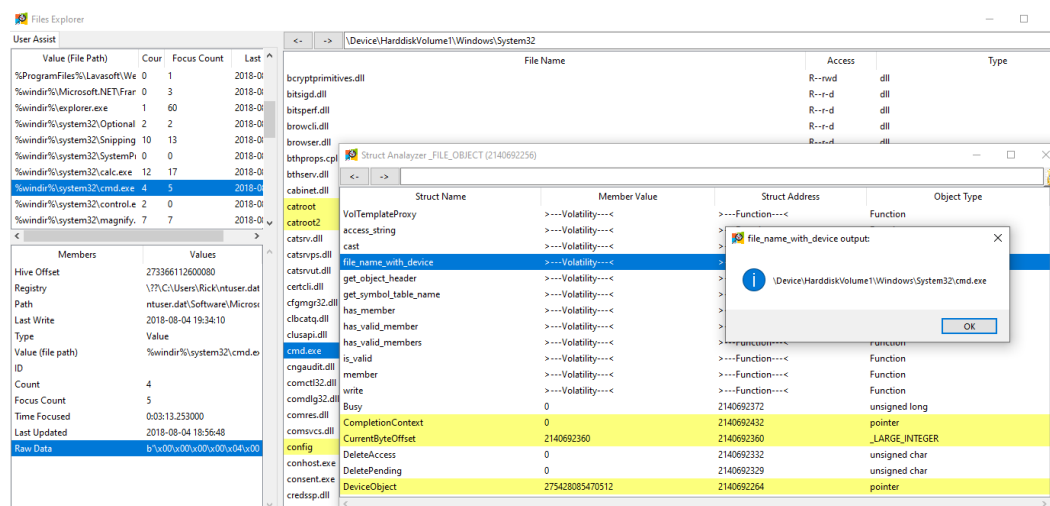 Files Explorer
User Assist
Value (File Path) Cour Focus Count Last
%ProgramFiles%\Lavasoft\We 0 1 2018-0
%windir%\Microsoft.NET\Frar 0 3 2018-0
%windir%\explorer.exe 1 60 2018-0
%windir%\system32\Optional 2 2 2018-0
%windir%\system32\Snipping 10 13 2018-0
%windir%\system32\SystemPr 0 0 2018-0
%windir%\system32\calc.exe 12 17 2018-0
%windir%\system32\cmd.exe 4 5 2018-0
%windir%\system32\control.e 2 0 2018-0
%windir%\system32\magnify. 7 7 2018-0
< >
Members Values
Hive Offset 273366112600080
Registry \??\C:\Users\Rick\ntuser.dat
Path ntuser.dat\Software\Microsc
Last Write 2018-08-04 19:34:10
Type Value
Value (file path) %windir%\system32\cmd.e
ID
Count 4
Focus Count 5
Time Focused 0:03:13.253000
Last Updated 2018-08-04 18:56:48
Raw Data b"\x00\x00\x00\x00\x04\x00
<- -> \Device\HarddiskVolume1\Windows\System32
File Name Access Type
bcryptprimitives.dll R--rwd dll
bitsigd.dll R--r-d dll
bitsperf.dll R--r-d dll
browcli.dll R--r-d dll
browser.dll R--r-d dll
bthprops.cpl
bthserv.dll
cabinet.dll
catroot
catroot2
catsrv.dll
catsrvps.dll
catsrvut.dll
certcli.dll
cfgmgr32.dll
clbcatq.dll
clusapi.dll
cmd.exe
cngaudit.dll
comctl32.dll
comdlg32.dll
comres.dll
comsvcs.dll
config
conhost.exe
consent.exe
credssp.dll
Struct Analayzer _FILE_OBJECT (2140692256)
<- ->
Struct Name Member Value Struct Address Object Type
VolTemplateProxy >---Volatility---< >---Function---< Function
access_string >---Volatility---<
cast >---Volatility---<
file_name_with_device >---Volatility---<
get_object_header >---Volatility---<
get_symbol_table_name >---Volatility---<
has_member >---Volatility---<
has_valid_member >---Volatility---<
has_valid_members >---Volatility---< >---Function---< Function
is_valid >---Volatility---< >---Function---< Function
member >---Volatility---< >---Function---< Function
write >---Volatility---< >---Function---< Function
Busy 0 2140692372 unsigned long
CompletionContext 0 2140692432 pointer
CurrentByteOffset 2140692360 2140692360 _LARGE_INTEGER
DeleteAccess 0 2140692332 unsigned char
DeletePending 0 2140692329 unsigned char
DeviceObject 275428085470512 2140692264 pointer
file_name_with_device output:
\Device\HarddiskVolume1\Windows\System32\cmd.exe
OK